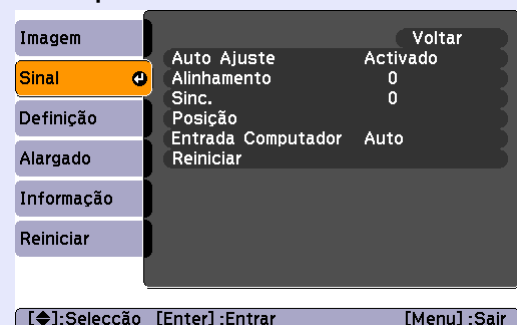 Imagem
Sinal
Definição
Alargado
Informação
Reiniciar
Voltar
Auto Ajuste Activado
Alinhamento 0
Sinc. 0
Posição
Entrada Computador Auto
Reiniciar
[◆]:Selecção [Enter] :Entrar [Menu] :Sair